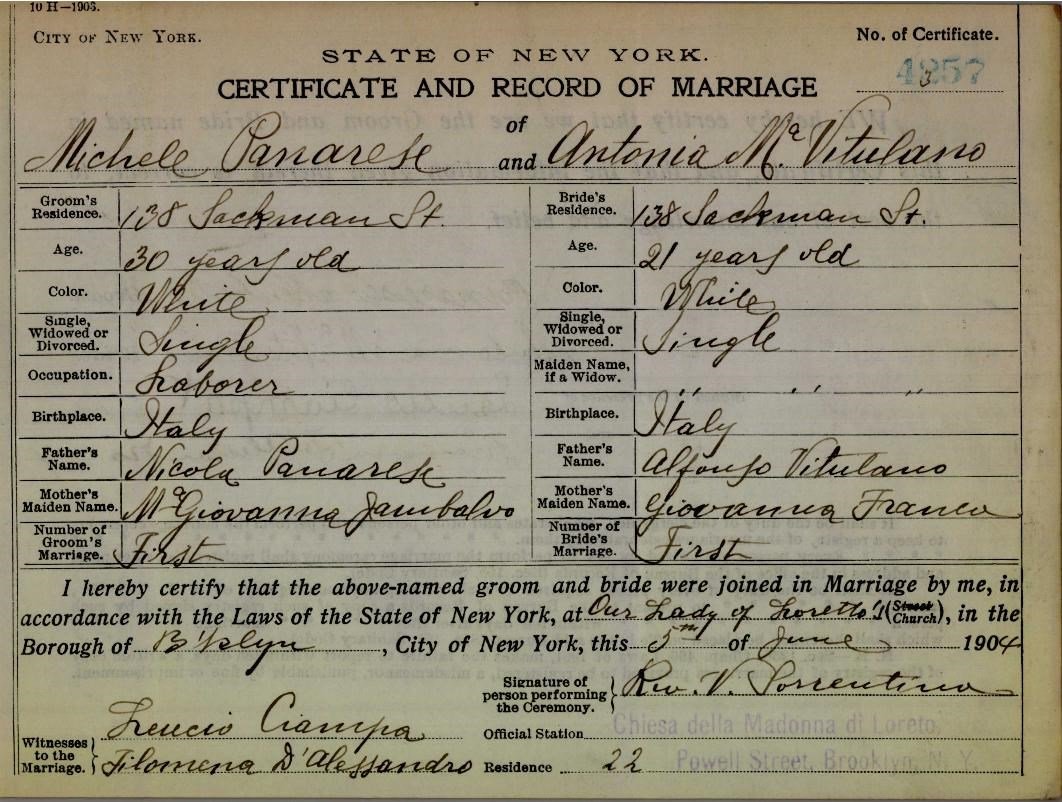 10 H—1903.
CITY OF NEW YORK.
No. of Certificate.
STATE OF NEW YORK.
4257
CERTIFICATE AND RECORD OF MARRIAGE
3
of
Michele Panarese and Antonia Mª Vitulano
Groom's Residence. 138 Sackman St. Bride's Residence. 138 Sackman St.
Age. 30 years old Age. 21 years old
Color. White Color. White
Single, Widowed or Divorced. Single Single, Widowed or Divorced. Single
Occupation. Laborer Maiden Name, if a Widow. " " "
Birthplace. Italy Birthplace. Italy
Father's Name. Nicola Panarese Father's Name. Alfonso Vitulano
Mother's Maiden Name. Mª Giovanna Jambalvo Mother's Maiden Name. Giovanna Franco
Number of Groom's Marriage. First Number of Bride's Marriage. First
I hereby certify that the above-named groom and bride were joined in Marriage by me, in
accordance with the Laws of the State of New York, at Our Lady of Loretto's (Street Church), in the
Borough of B'klyn, City of New York, this 5th of June 1904
Signature of person performing the Ceremony. Rev. V. Sorrentino
Witnesses to the Marriage. Leucio Ciampa
Filomena D'Alessandro
Official Station Chiesa della Madonna di Loreto,
Residence 22 Powell Street, Brooklyn, N. Y.